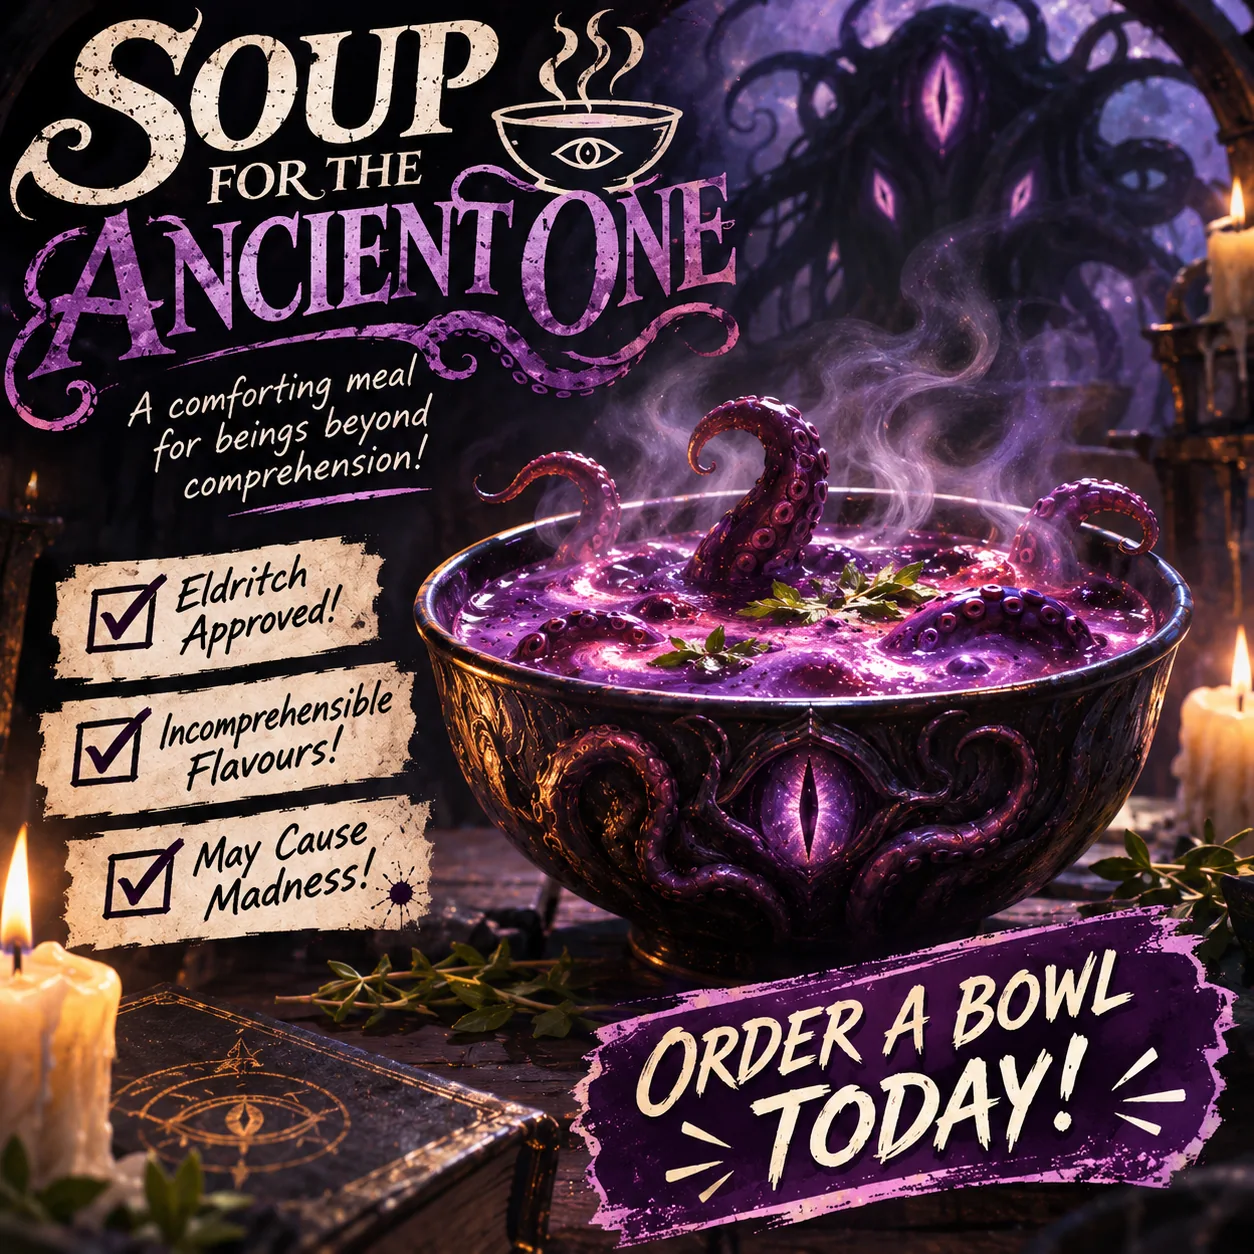 SOUP
FOR THE
ANCIENT ONE
A comforting meal
for beings beyond
comprehension!
Eldritch
Approved!
Incomprehensible
Flavours!
May Cause
Madness!
ORDER A BOWL
TODAY!